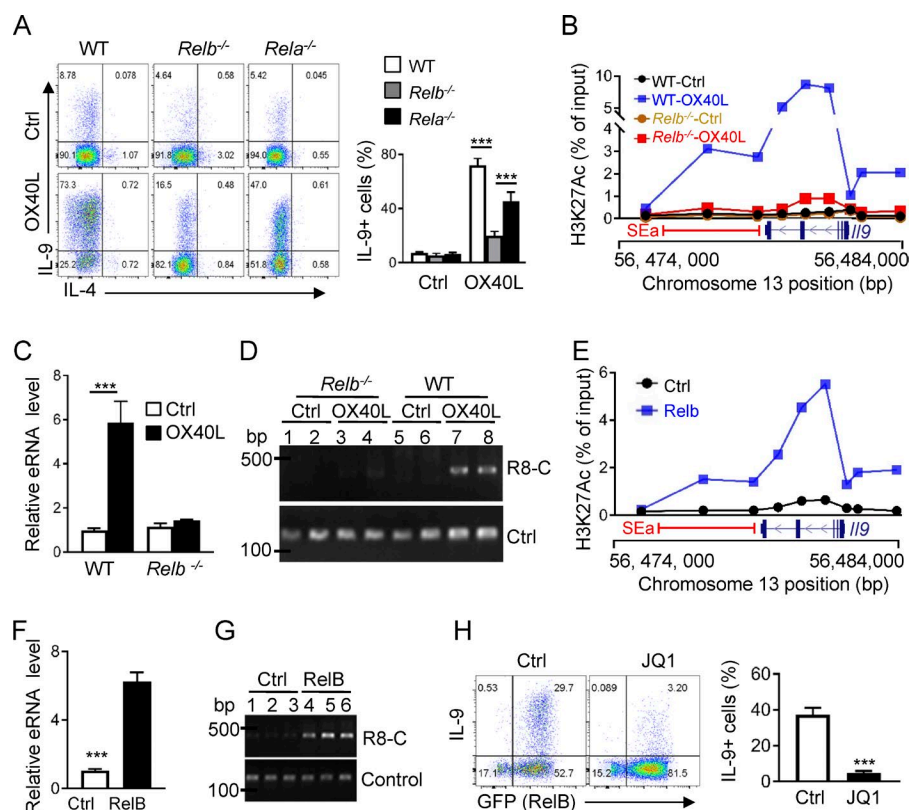 A
WT
Relb-/-
Rela-/-
Ctrl
OX40L
8.78
0.078
4.64
0.58
5.42
0.045
90.1
1.07
91.8
3.02
94.0
0.55
73.3
0.72
16.5
0.48
47.0
0.61
25.2
0.72
82.1
0.84
51.8
0.58
IL-9
IL-4
WT
Relb-/-
Rela-/-
IL-9+ cells (%)
90
60
30
0
***
***
Ctrl
OX40L
B
H3K27Ac (% of input)
10
8
6
4
4
3
2
1
0
WT-Ctrl
WT-OX40L
Relb-/--Ctrl
Relb-/--OX40L
SEa
Il9
56, 474, 000
56,484,000
Chromosome 13 position (bp)
C
Relative eRNA level
8
6
4
2
0
***
Ctrl
OX40L
WT
Relb -/-
D
Relb-/-
WT
Ctrl
OX40L
Ctrl
OX40L
bp
1 2 3 4 5 6 7 8
500
R8-C
100
Ctrl
E
H3K27Ac (% of input)
6
4
2
0
Ctrl
Relb
SEa
Il9
56, 474, 000
56,484,000
Chromosome 13 position (bp)
F
Relative eRNA level
8
6
4
2
0
***
Ctrl
RelB
G
Ctrl
RelB
bp
1 2 3 4 5 6
500
R8-C
100
Control
H
Ctrl
JQ1
0.53
29.7
0.089
3.20
17.1
52.7
15.2
81.5
IL-9
GFP (RelB)
IL-9+ cells (%)
60
40
20
0
***
Ctrl
JQ1